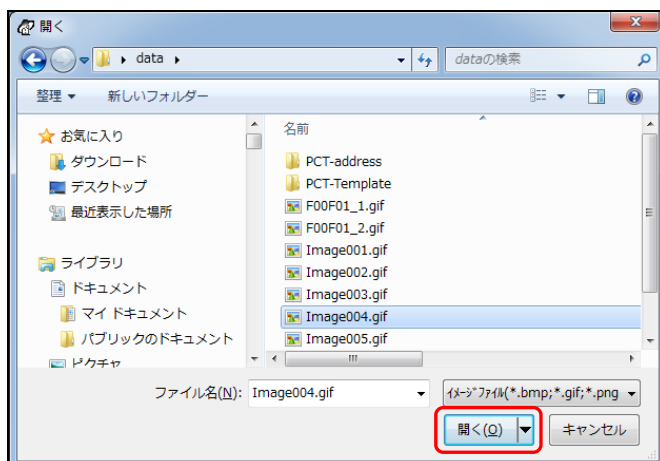 開く
data
dataの検索
整理
新しいフォルダー
お気に入り
ダウンロード
デスクトップ
最近表示した場所
ライブラリ
ドキュメント
マイ ドキュメント
パブリックのドキュメント
ピクチャ
名前
PCT-address
PCT-Template
F00F01_1.gif
F00F01_2.gif
Image001.gif
Image002.gif
Image003.gif
Image004.gif
Image005.gif
ファイル名(N): Image004.gif
ｲﾒｰｼﾞﾌｧｲﾙ(*.bmp;*.gif;*.png
開く(O)
キャンセル